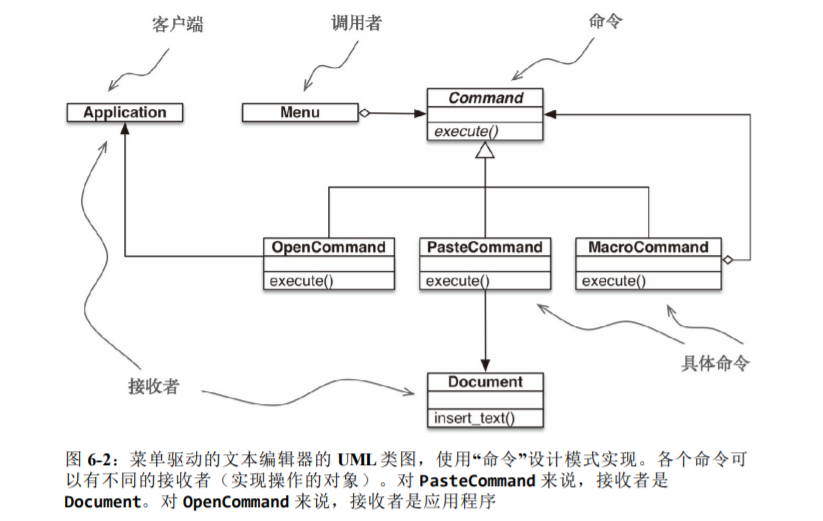 客户端
调用者
命令
Application
Menu
Command
execute()
OpenCommand
execute()
PasteCommand
execute()
MacroCommand
execute()
具体命令
接收者
Document
insert_text()
图 6-2：菜单驱动的文本编辑器的 UML 类图，使用“命令”设计模式实现。各个命令可
以有不同的接收者（实现操作的对象）。对 PasteCommand 来说，接收者是
Document。对 OpenCommand 来说，接收者是应用程序